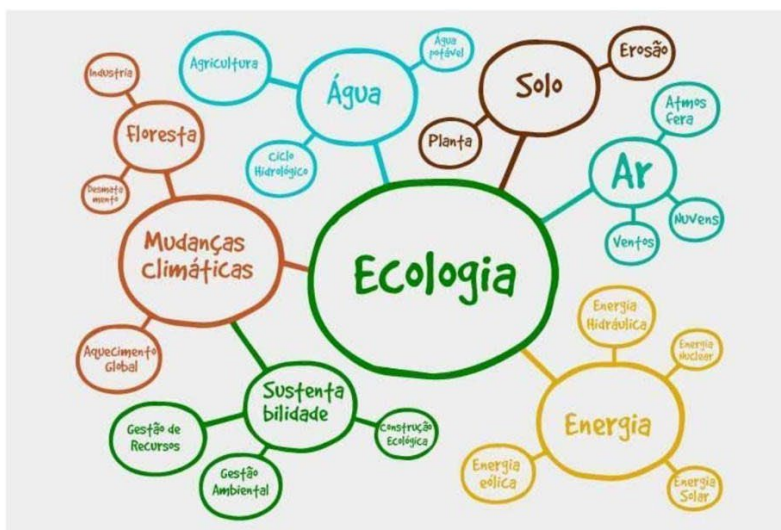 Industria
Floresta
Desmata
mento
Mudanças
climáticas
Aquecimento
Global
Agricultura
Água
Agua
potável
Ciclo
Hidrológico
Solo
Erosão
Planta
Ar
Atmos
fera
Nuvens
Ventos
Ecologia
Energia
Hidráulica
Energia
Nuclear
Energia
Energia
eólica
Energia
Solar
Sustenta
bilidade
Gestão de
Recursos
Gestão
Ambiental
Construção
Ecológica